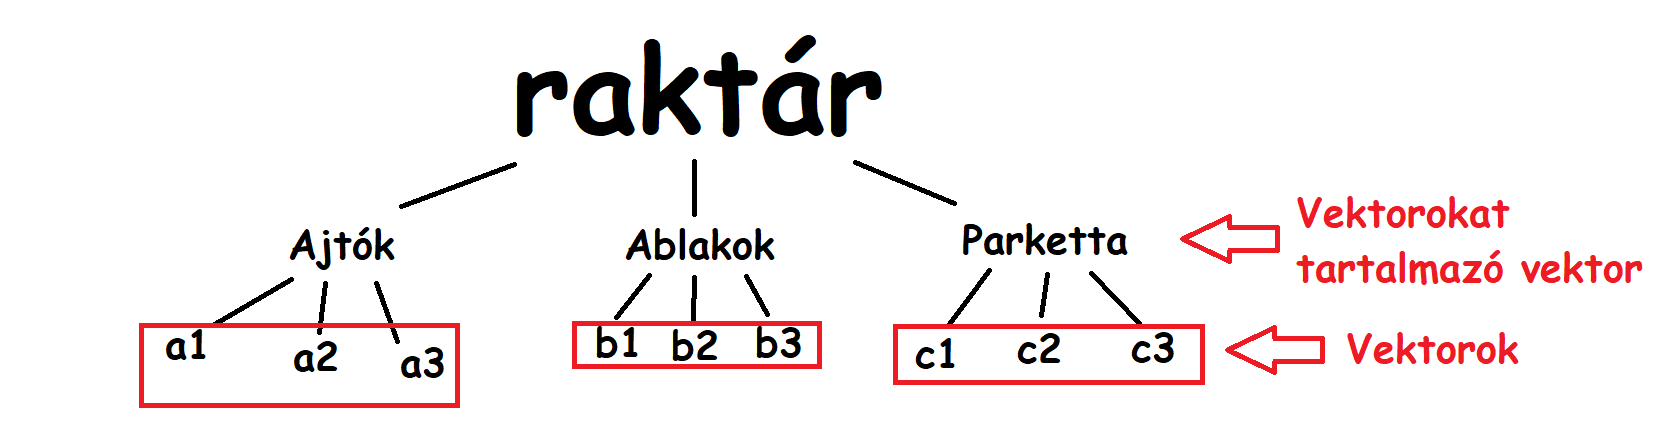 raktár
Ajtók
Ablakok
Parketta
Vektorokat
tartalmazó vektor
a1 a2 a3
b1 b2 b3
c1 c2 c3
Vektorok